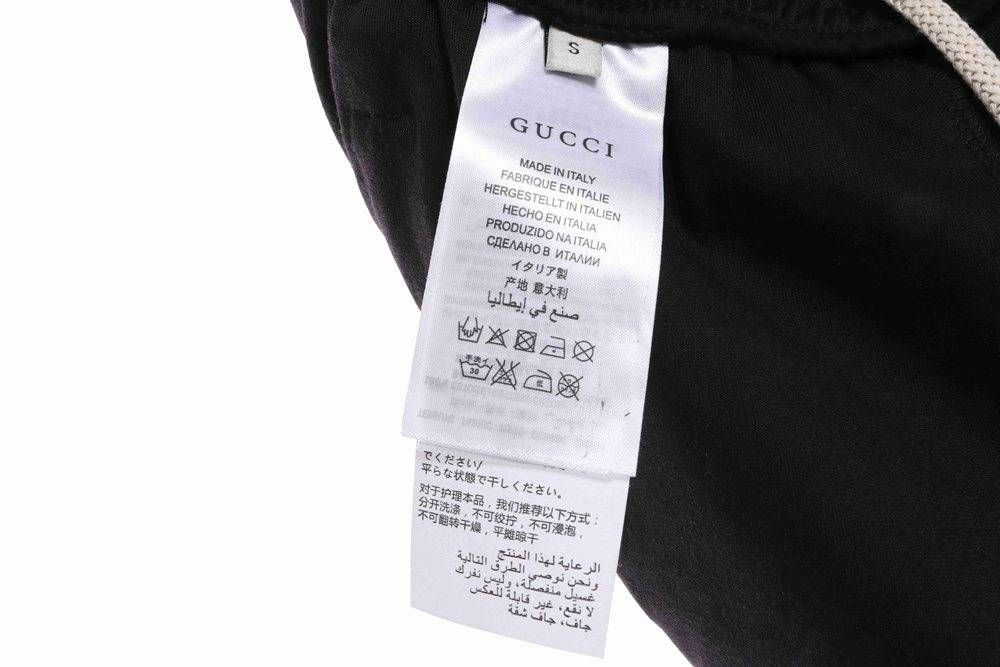 S
GUCCI
MADE IN ITALY
FABRIQUE EN ITALIE
HERGESTELLT IN ITALIEN
HECHO EN ITALIA
PRODUZIDO NA ITALIA
СДЕЛАНО В ИТАЛИИ
イタリア製
产地 意大利
صنع في إيطاليا
手洗イ
30
低
でください/
平らな状態で干しください。
对于护理本品，我们推荐以下方式：
分开洗涤，不可绞拧，不可浸泡，
不可翻转干燥，平摊晾干
الرعاية لهذا المنتج
ونحن نوصي الطرق التالية
غسيل منفصلة، وليس نفرك
لا نقع، غير قابلة للعكس
جاف، جاف شقة